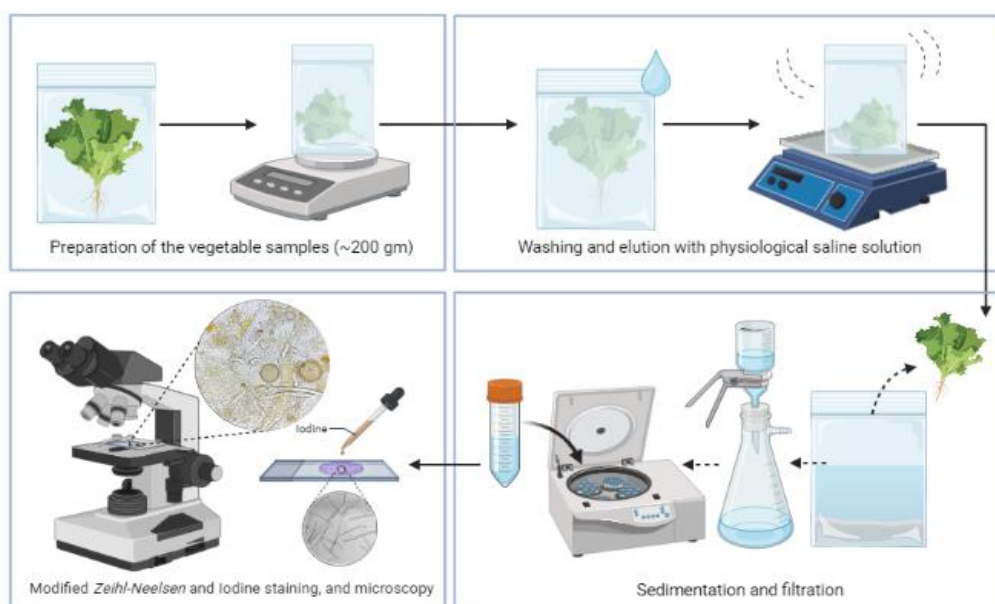 Preparation of the vegetable samples (~200 gm)
Washing and elution with physiological saline solution
Iodine
Modified Zeihl-Neelsen and Iodine staining, and microscopy
Sedimentation and filtration